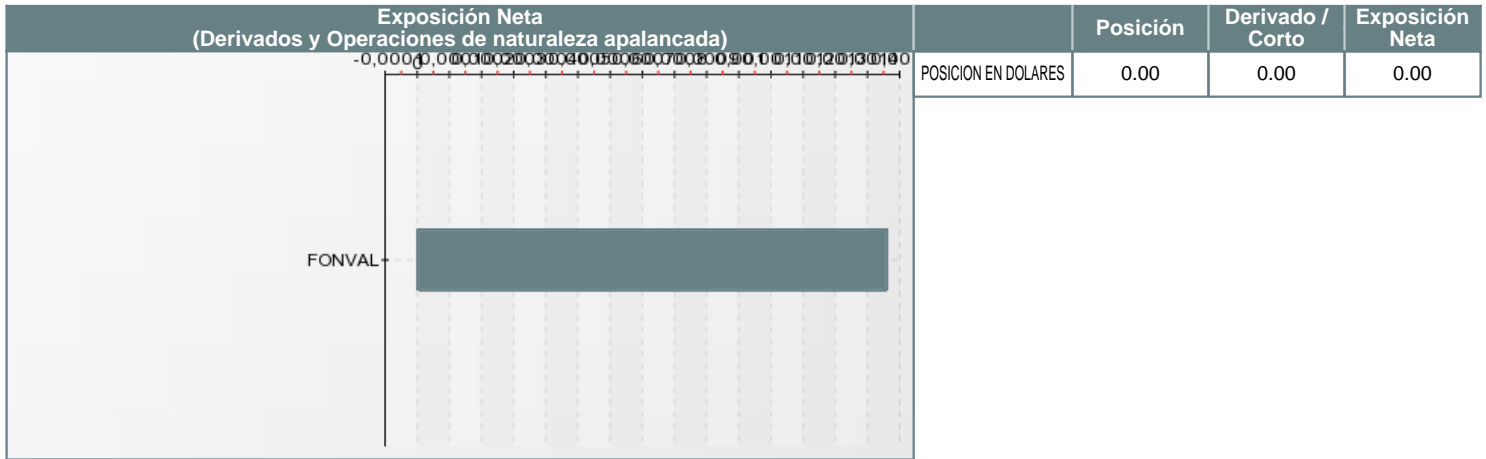 Exposición Neta
(Derivados y Operaciones de naturaleza apalancada)
Posición
Derivado /
Corto
Exposición
Neta
POSICION EN DOLARES
0.00
0.00
0.00
FONVAL